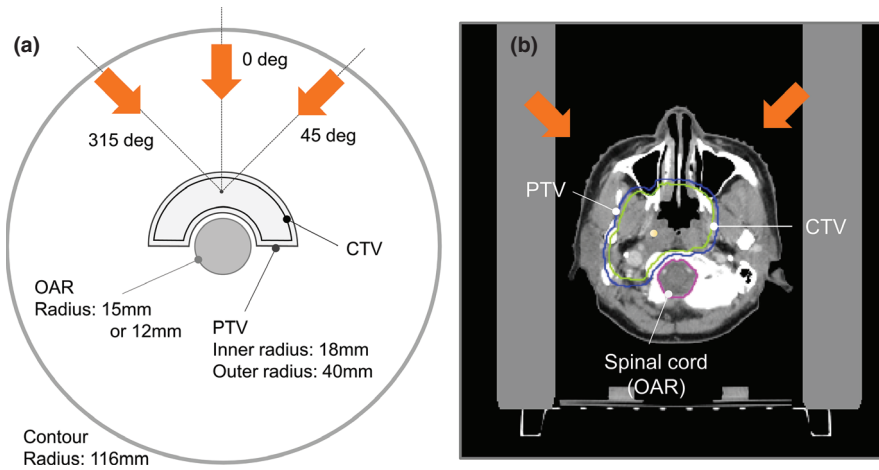 (a)
0 deg
315 deg
45 deg
CTV
OAR
Radius: 15mm
or 12mm
PTV
Inner radius: 18mm
Outer radius: 40mm
Contour
Radius: 116mm
(b)
PTV
CTV
Spinal cord
(OAR)